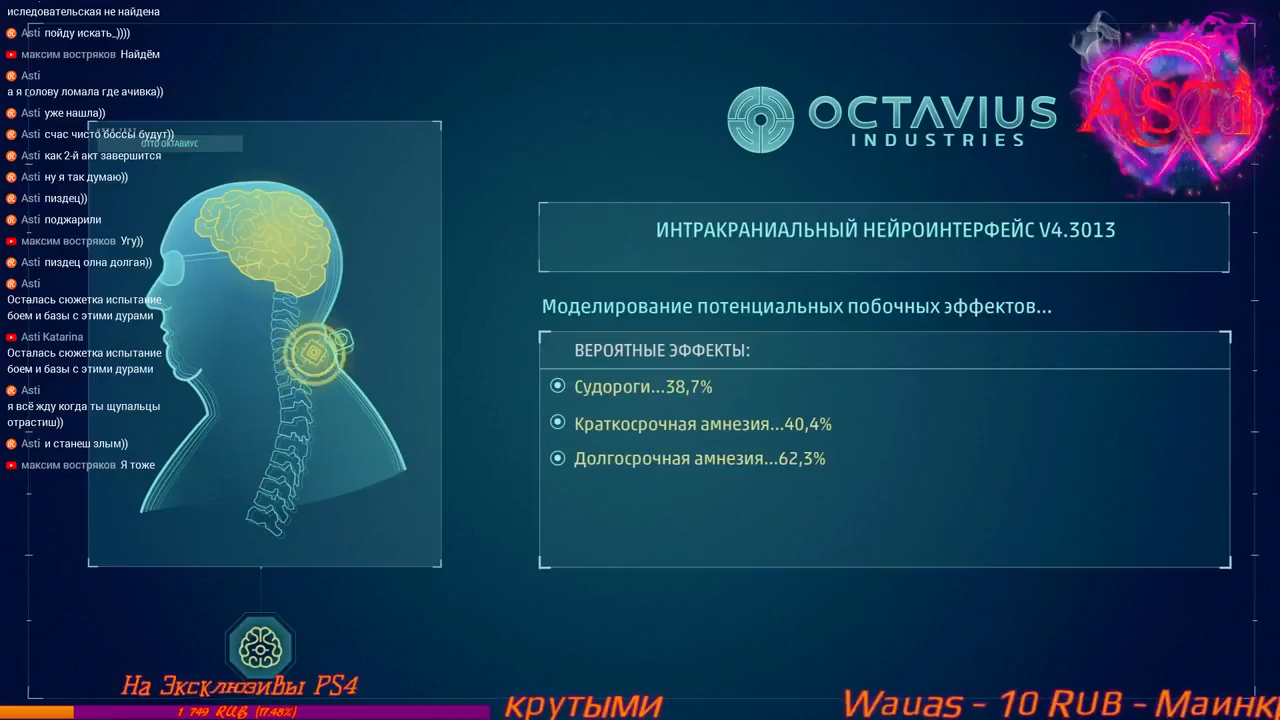 иследовательская не найдена
Asti пойду искать_))))
максим востряков Найдём
Asti
а я голову ломала где ачивка))
Asti уже нашла))
Asti счас чисто боссы будут))
ОТТО ОКТАВИУС
Asti как 2-й акт завершится
Asti ну я так думаю))
Asti пиздец))
Asti поджарили
максим востряков Угу))
Asti пиздец олна долгая))
Asti
Осталась сюжетка испытание
боем и базы с этими дурами
Asti Katarina
Осталась сюжетка испытание
боем и базы с этими дурами
Asti
я всё жду когда ты щупальцы
отрастиш))
Asti и станеш злым))
максим востряков Я тоже
OCTAVIUS
INDUSTRIES
ASTi
ИНТРАКРАНИАЛЬНЫЙ НЕЙРОИНТЕРФЕЙС V4.3013
Моделирование потенциальных побочных эффектов...
ВЕРОЯТНЫЕ ЭФФЕКТЫ:
Судороги...38,7%
Краткосрочная амнезия...40,4%
Долгосрочная амнезия...62,3%
На Эксклюзивы PS4
1 749 RUB (17.48%)
крутыми
Wauas - 10 RUB - Маинк